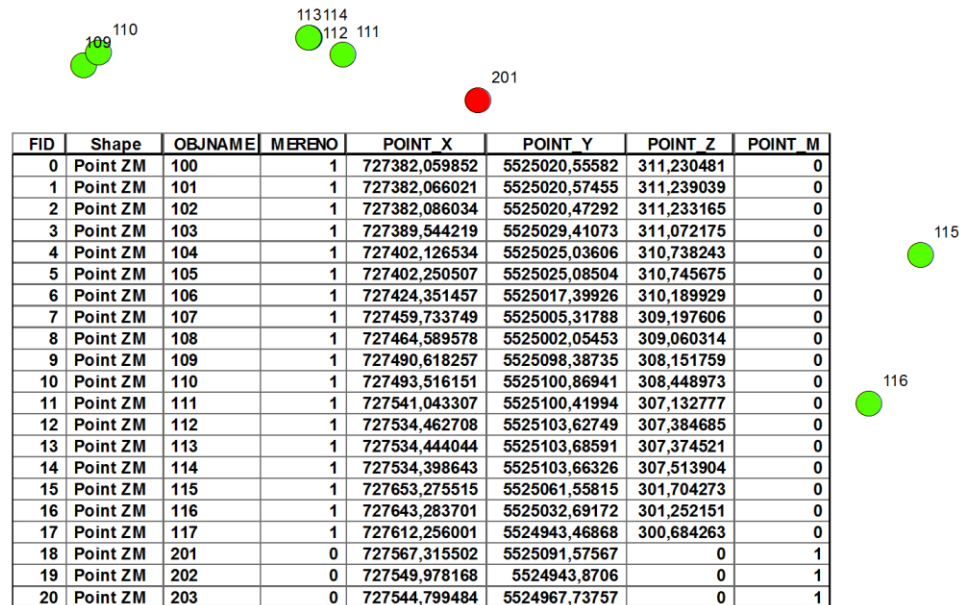 113 114
110
109
112 111
201
FID Shape OBJNAME MERENO POINT_X POINT_Y POINT_Z POINT_M
0 Point ZM 100 1 727382,059852 5525020,55582 311,230481 0
1 Point ZM 101 1 727382,066021 5525020,57455 311,239039 0
2 Point ZM 102 1 727382,086034 5525020,47292 311,233165 0
3 Point ZM 103 1 727389,544219 5525029,41073 311,072175 0
4 Point ZM 104 1 727402,126534 5525025,03606 310,738243 0
5 Point ZM 105 1 727402,250507 5525025,08504 310,745675 0
6 Point ZM 106 1 727424,351457 5525017,39926 310,189929 0
7 Point ZM 107 1 727459,733749 5525005,31788 309,197606 0
8 Point ZM 108 1 727464,589578 5525002,05453 309,060314 0
9 Point ZM 109 1 727490,618257 5525098,38735 308,151759 0
10 Point ZM 110 1 727493,516151 5525100,86941 308,448973 0
11 Point ZM 111 1 727541,043307 5525100,41994 307,132777 0
12 Point ZM 112 1 727534,462708 5525103,62749 307,384685 0
13 Point ZM 113 1 727534,444044 5525103,68591 307,374521 0
14 Point ZM 114 1 727534,398643 5525103,66326 307,513904 0
15 Point ZM 115 1 727653,275515 5525061,55815 301,704273 0
16 Point ZM 116 1 727643,283701 5525032,69172 301,252151 0
17 Point ZM 117 1 727612,256001 5524943,46868 300,684263 0
18 Point ZM 201 0 727567,315502 5525091,57567 0 1
19 Point ZM 202 0 727549,978168 5524943,8706 0 1
20 Point ZM 203 0 727544,799484 5524967,73757 0 1
115
116